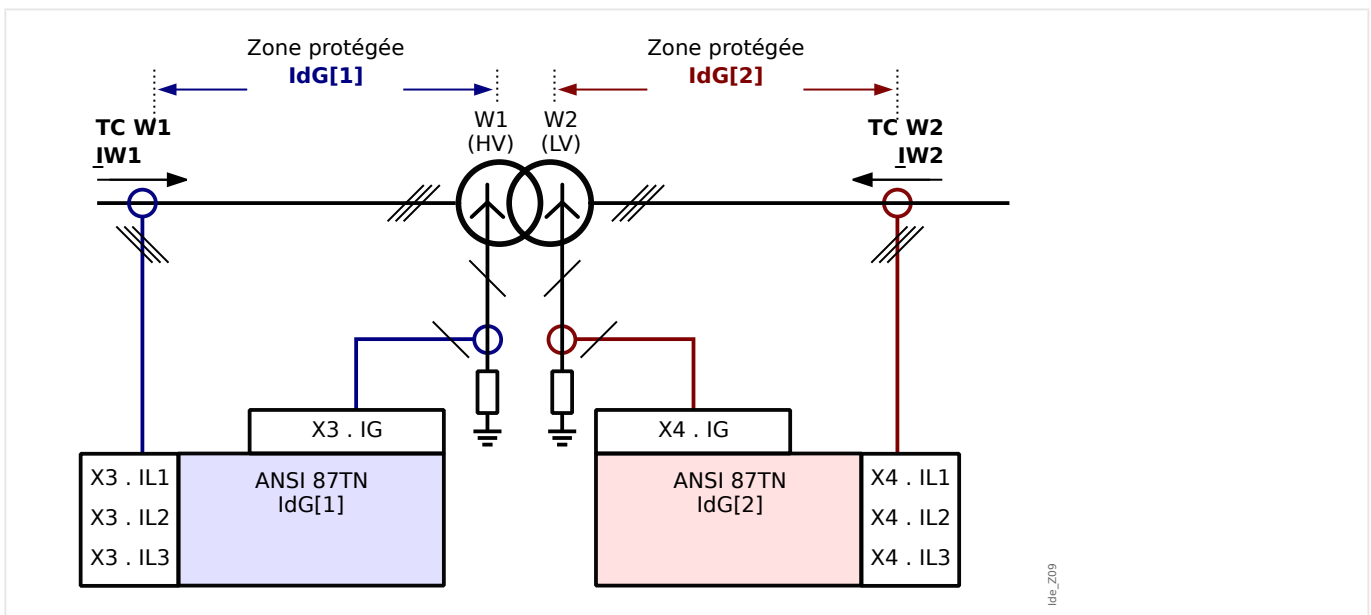 Zone protégée
IdG[1]
Zone protégée
IdG[2]
TC W1
IW1
W1
(HV)
W2
(LV)
TC W2
IW2
X3 . IG
X4 . IG
X3 . IL1
X3 . IL2
X3 . IL3
ANSI 87TN
IdG[1]
ANSI 87TN
IdG[2]
X4 . IL1
X4 . IL2
X4 . IL3
Ide_Z09